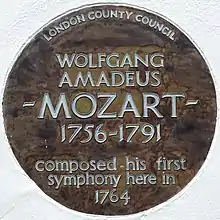 LONDON COUNTY COUNCIL
WOLFGANG
AMADEUS
-MOZART-
1756-1791
composed his first
symphony here in
1764